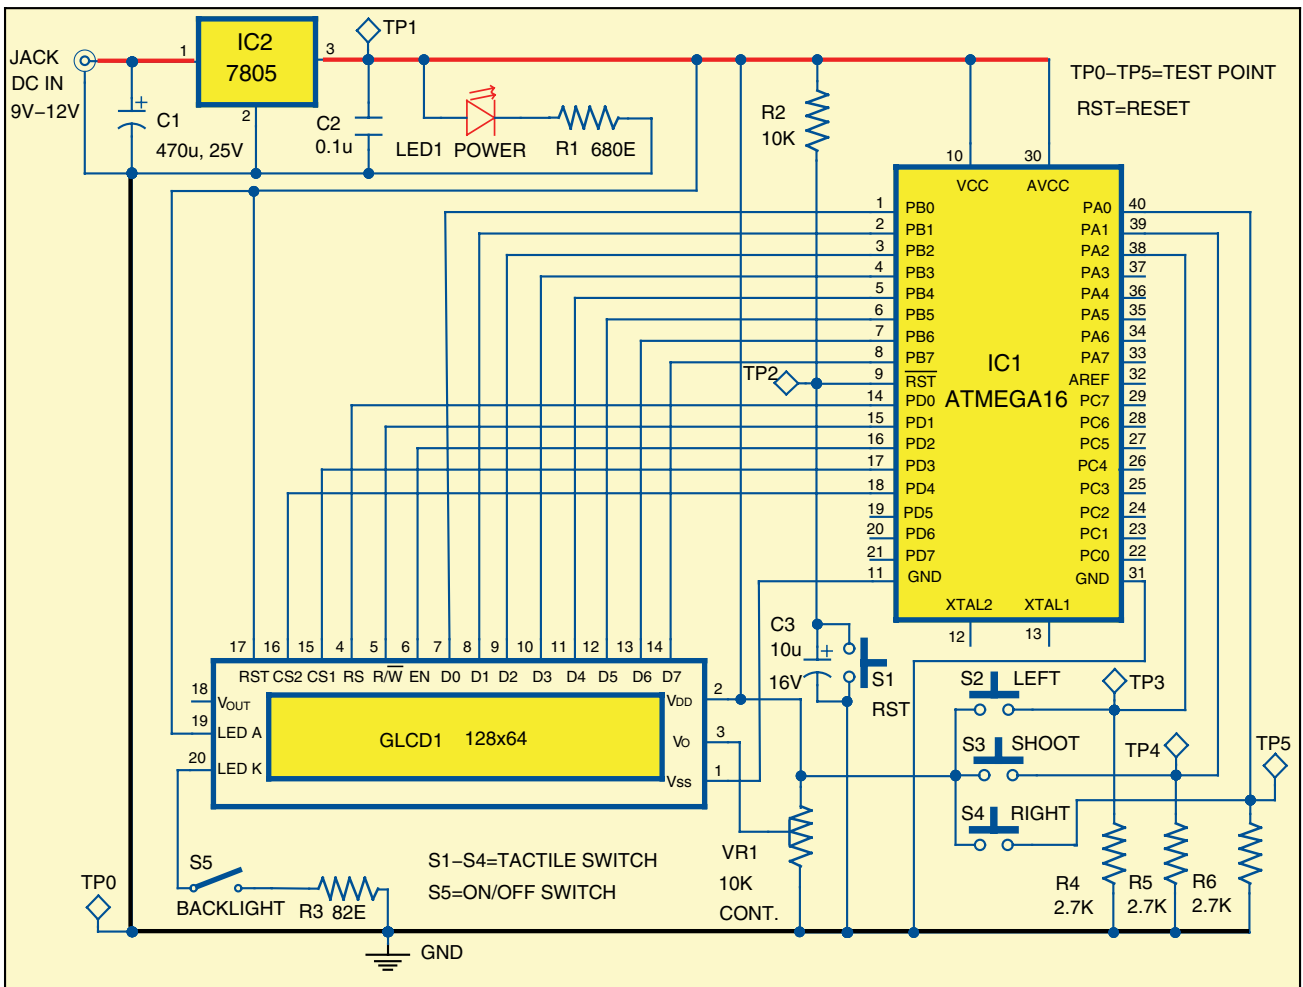 JACK
DC IN
9V–12V
1
IC2
7805
3
2
TP1
C1
470u, 25V
C2
0.1u
LED1 POWER
R1 680E
R2
10K
TP0–TP5=TEST POINT
RST=RESET
10
30
VCC
AVCC
1 PB0
2 PB1
3 PB2
4 PB3
5 PB4
6 PB5
7 PB6
8 PB7
9 RST
14 PD0
15 PD1
16 PD2
17 PD3
18 PD4
19 PD5
20 PD6
21 PD7
11 GND
IC1
ATMEGA16
PA0 40
PA1 39
PA2 38
PA3 37
PA4 36
PA5 35
PA6 34
PA7 33
AREF 32
PC7 29
PC6 28
PC5 27
PC4 26
PC3 25
PC2 24
PC1 23
PC0 22
GND 31
XTAL2
XTAL1
12
13
TP2
C3
10u
16V
S1
RST
17 16 15 4 5 6 7 8 9 10 11 12 13 14
RST CS2 CS1 RS R/W EN D0 D1 D2 D3 D4 D5 D6 D7
18 VOUT
19 LED A
20 LED K
GLCD1 128x64
VDD 2
VO 3
VSS 1
S2 LEFT
TP3
S3 SHOOT
TP4
TP5
S4 RIGHT
S5
BACKLIGHT
R3 82E
S1–S4=TACTILE SWITCH
S5=ON/OFF SWITCH
VR1
10K
CONT.
R4
2.7K
R5
2.7K
R6
2.7K
TP0
GND